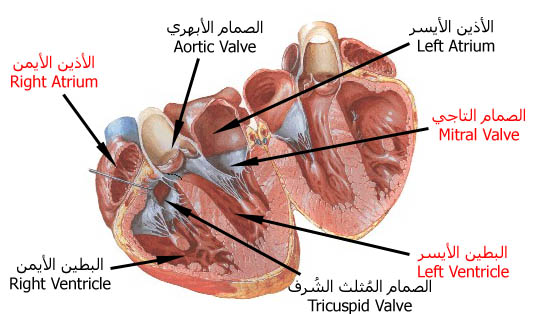 الصمام الأبهري
Aortic Valve
الأذين الأيسر
Left Atrium
الأذين الأيمن
Right Atrium
الصمام التاجي
Mitral Valve
البطين الأيسر
Left Ventricle
البطين الأيمن
Right Ventricle
الصمام المُثلث الشُرف
Tricuspid Valve